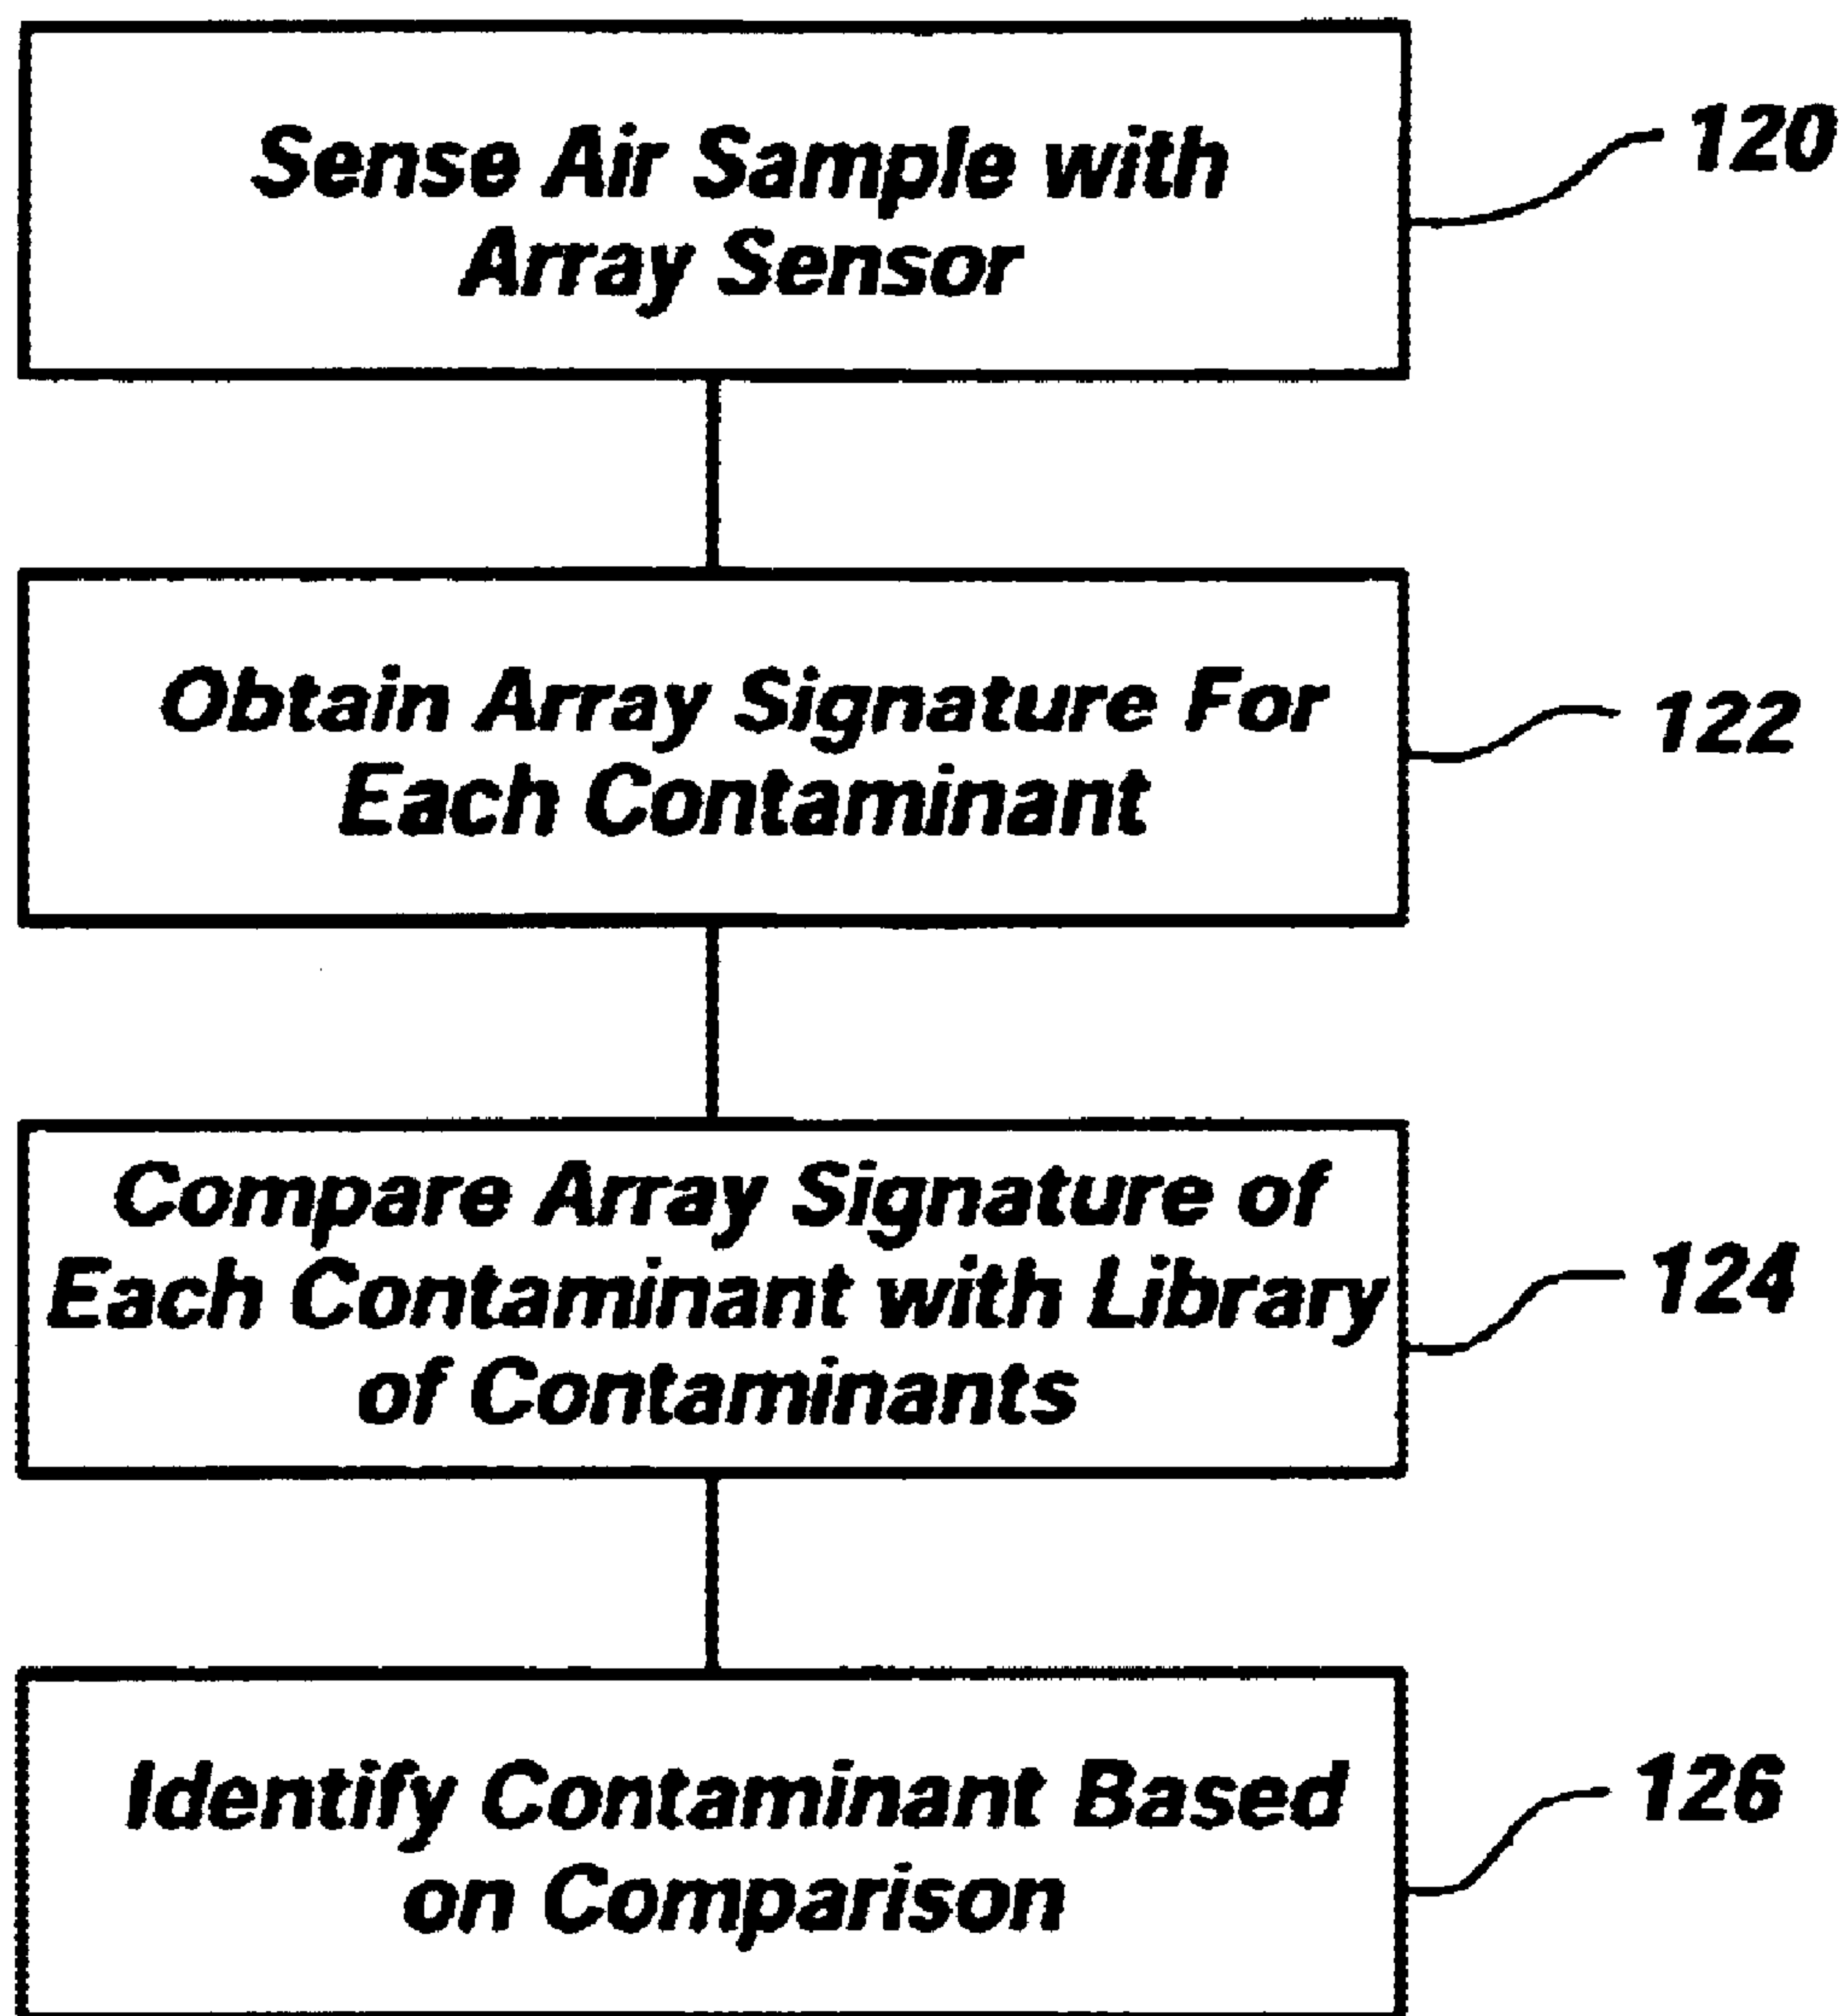 Sense Air Sample with
Array Sensor
120
Obtain Array Signature For
Each Contaminant
122
Compare Array Signature of
Each Contaminant with Library
of Contaminants
124
Identify Contaminant Based
on Comparison
126